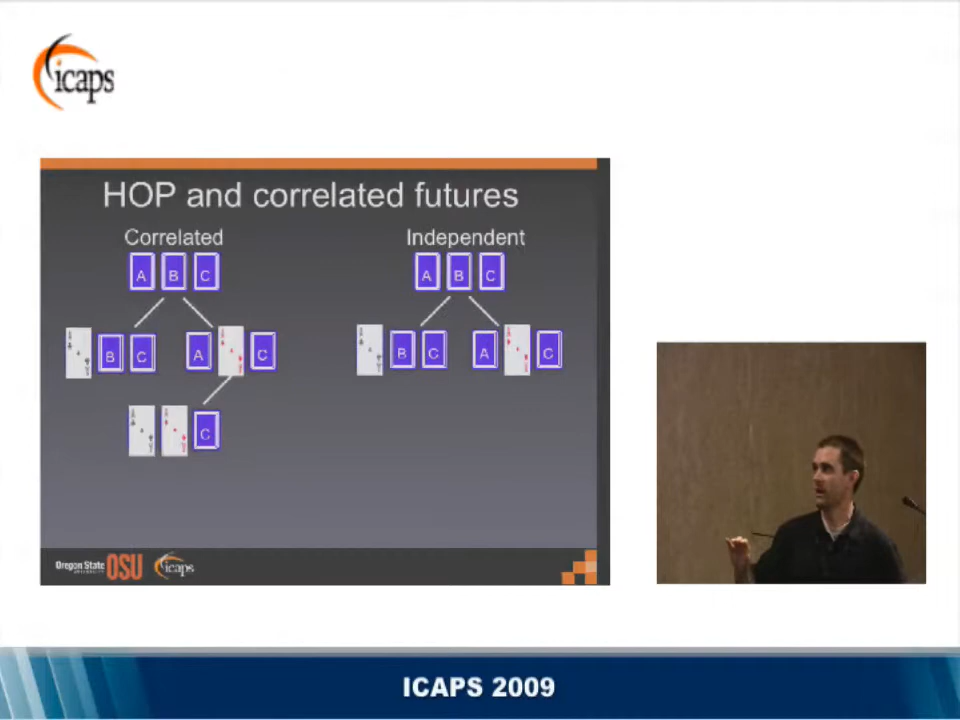 icaps
HOP and correlated futures
Correlated
Independent
A B C
A B C
B C
A C
B C
A C
C
Oregon State
OSU
icaps
ICAPS 2009